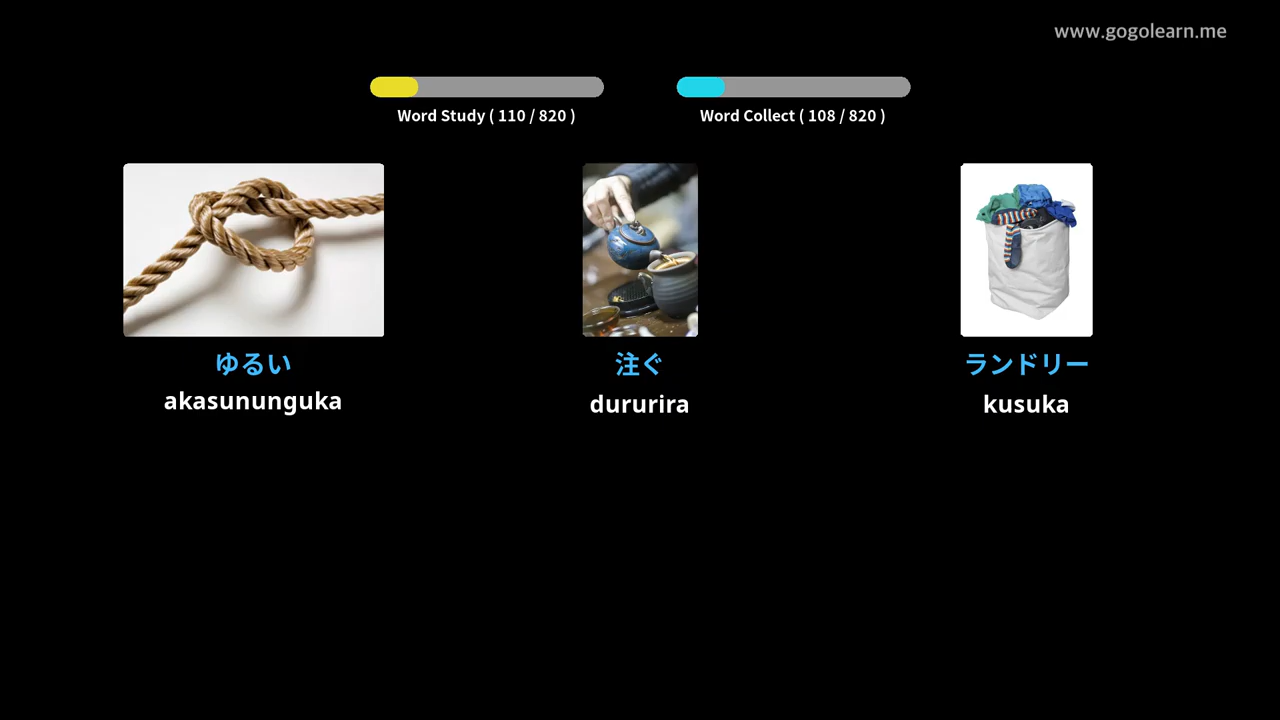 www.gogolearn.me
Word Study ( 110 / 820 )
Word Collect ( 108 / 820 )
ゆるい
akasununguka
注ぐ
dururira
ランドリー
kusuka